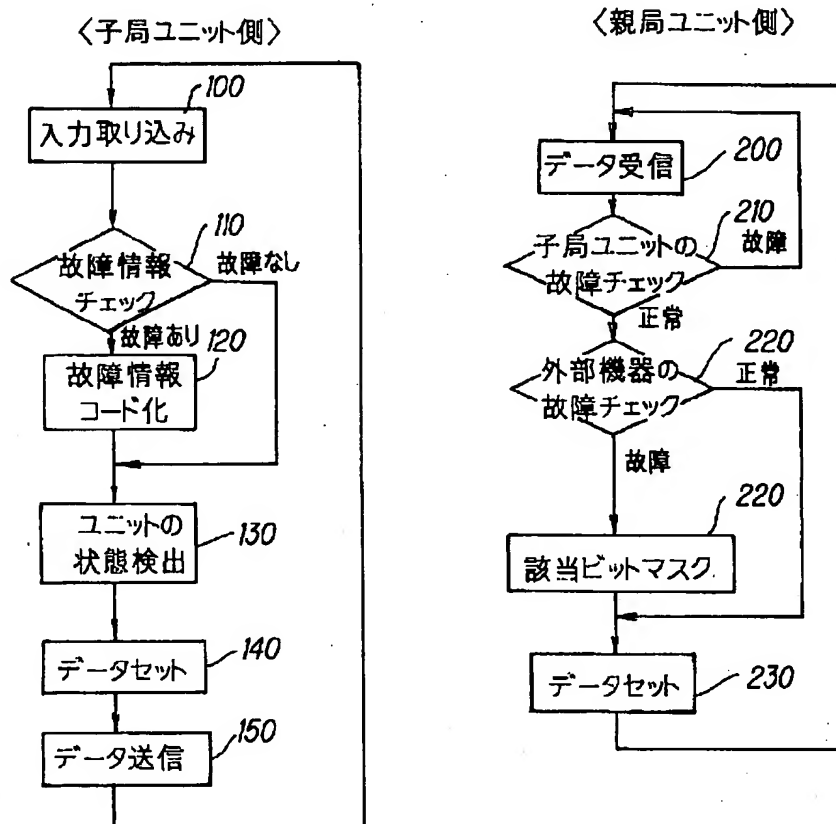 〈子局ユニット側〉
100
入力取り込み
110
故障情報
チェック
故障なし
故障あり
120
故障情報
コード化
ユニットの
状態検出
130
データセット
140
データ送信
150
〈親局ユニット側〉
データ受信
200
210
子局ユニットの
故障チェック
故障
正常
220
外部機器の
故障チェック
正常
故障
220
該当ビットマスク
データセット
230